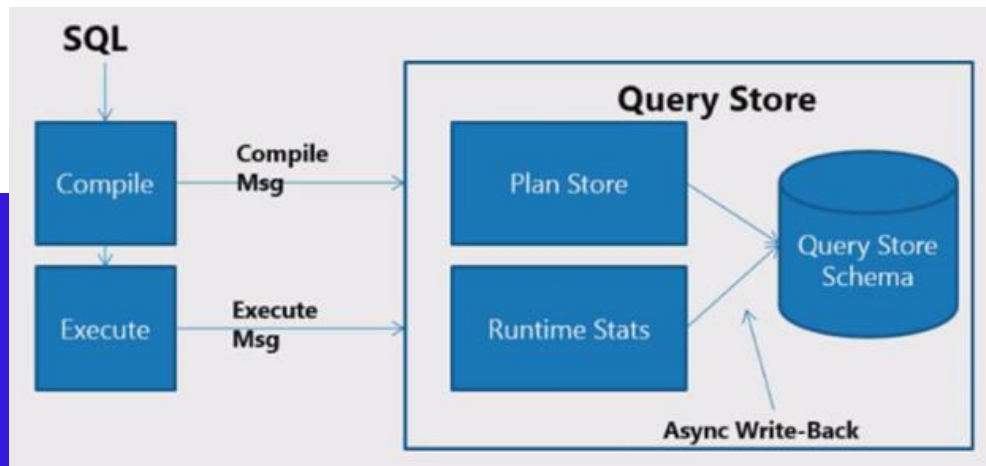 SQL
Query Store
Compile
Compile
Msg
Plan Store
Query Store
Schema
Execute
Execute
Msg
Runtime Stats
Async Write-Back